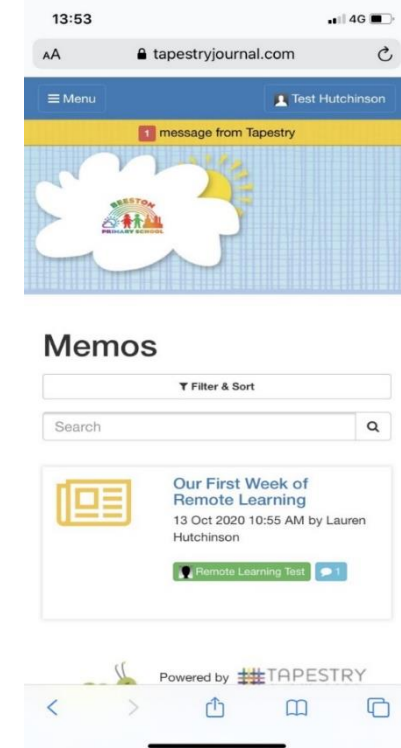 13:53 4G
AA tapestryjournal.com
Menu Test Hutchinson
1 message from Tapestry
BEESTON
PRIMARY SCHOOL
Memos
Filter & Sort
Search
Our First Week of
Remote Learning
13 Oct 2020 10:55 AM by Lauren
Hutchinson
Remote Learning Test 1
Powered by TAPESTRY